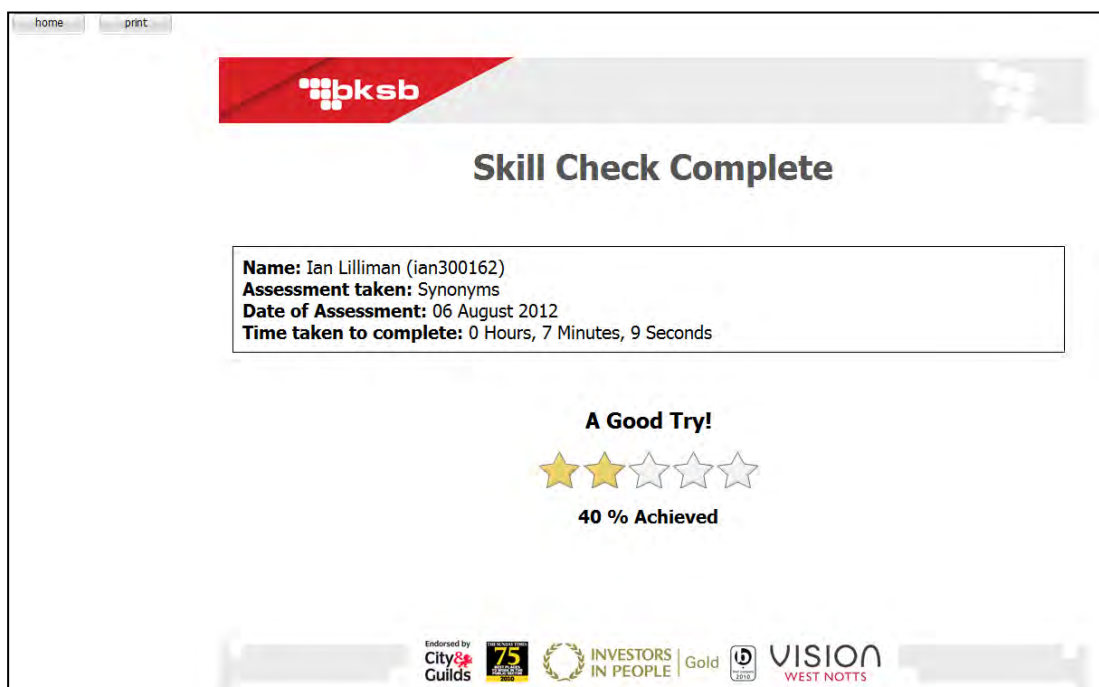 home print
bksb
Skill Check Complete
Name: Ian Lilliman (ian300162)
Assessment taken: Synonyms
Date of Assessment: 06 August 2012
Time taken to complete: 0 Hours, 7 Minutes, 9 Seconds
A Good Try!
40 % Achieved
Endorsed by
City&
Guilds
75
2010
INVESTORS
IN PEOPLE Gold
b
2010
VISION
WEST NOTTS